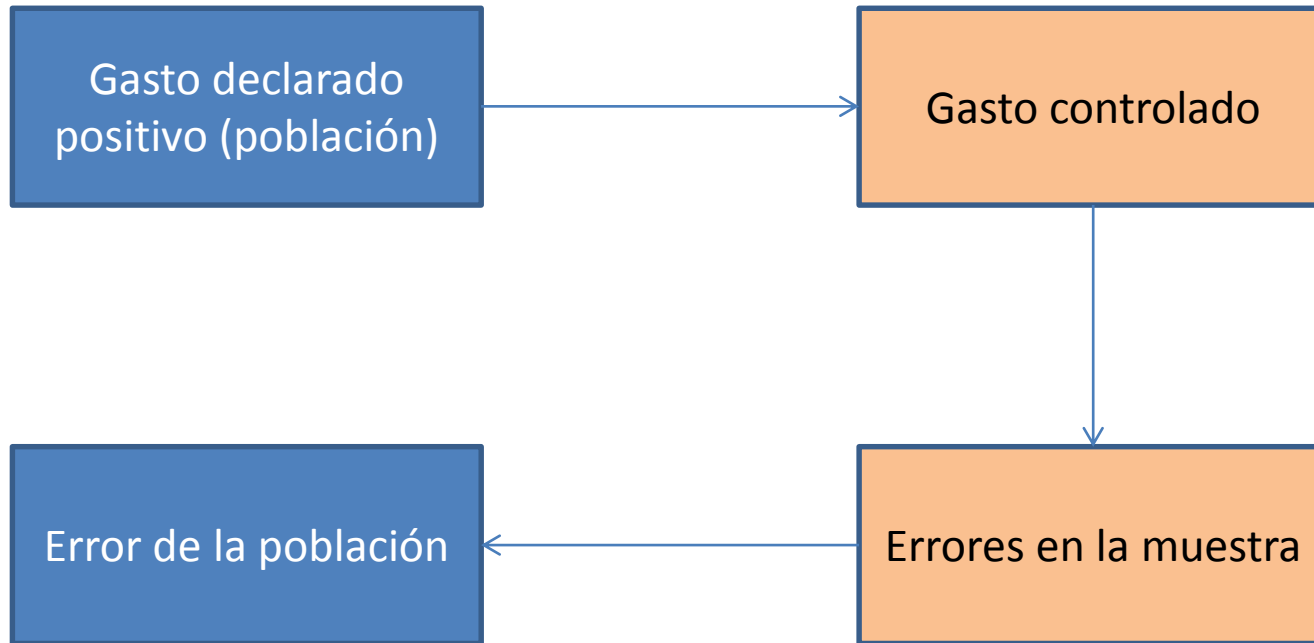 Gasto declarado
positivo (población)
Gasto controlado
Error de la población
Errores en la muestra